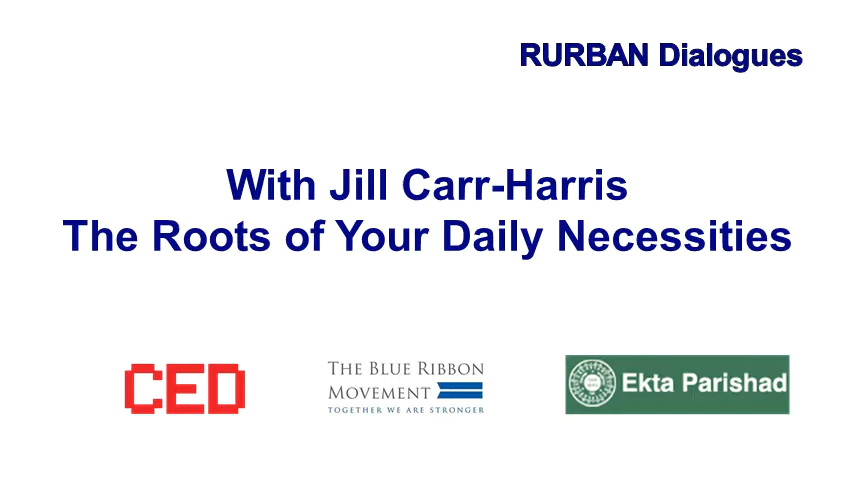 RURBAN Dialogues
With Jill Carr-Harris
The Roots of Your Daily Necessities
CED
THE BLUE RIBBON
MOVEMENT
TOGETHER WE ARE STRONGER
Ekta Parishad